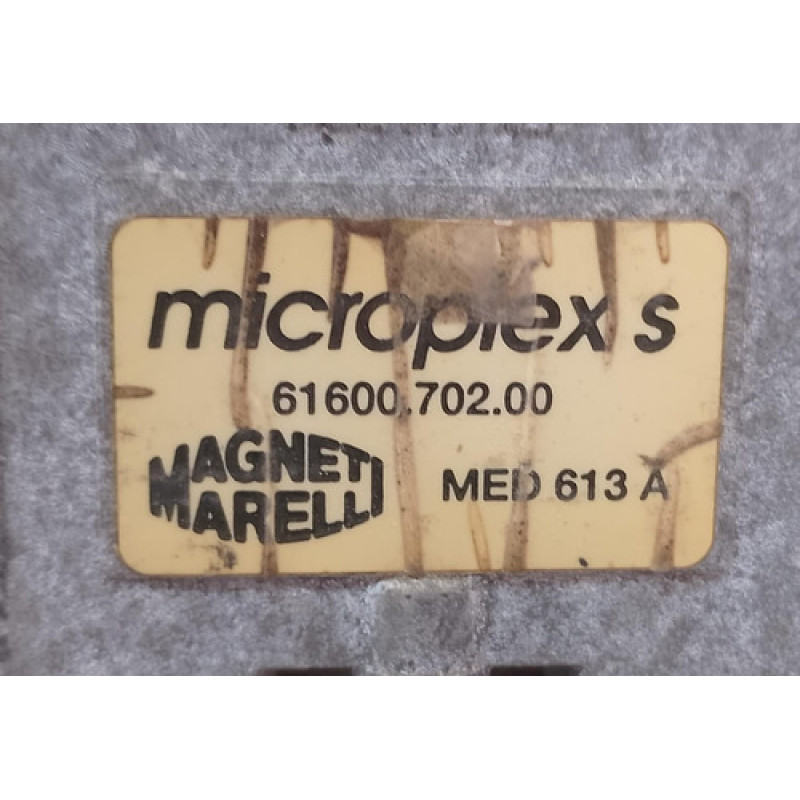 microplex s
61600.702.00
MAGNETI
MARELLI
MED 613 A